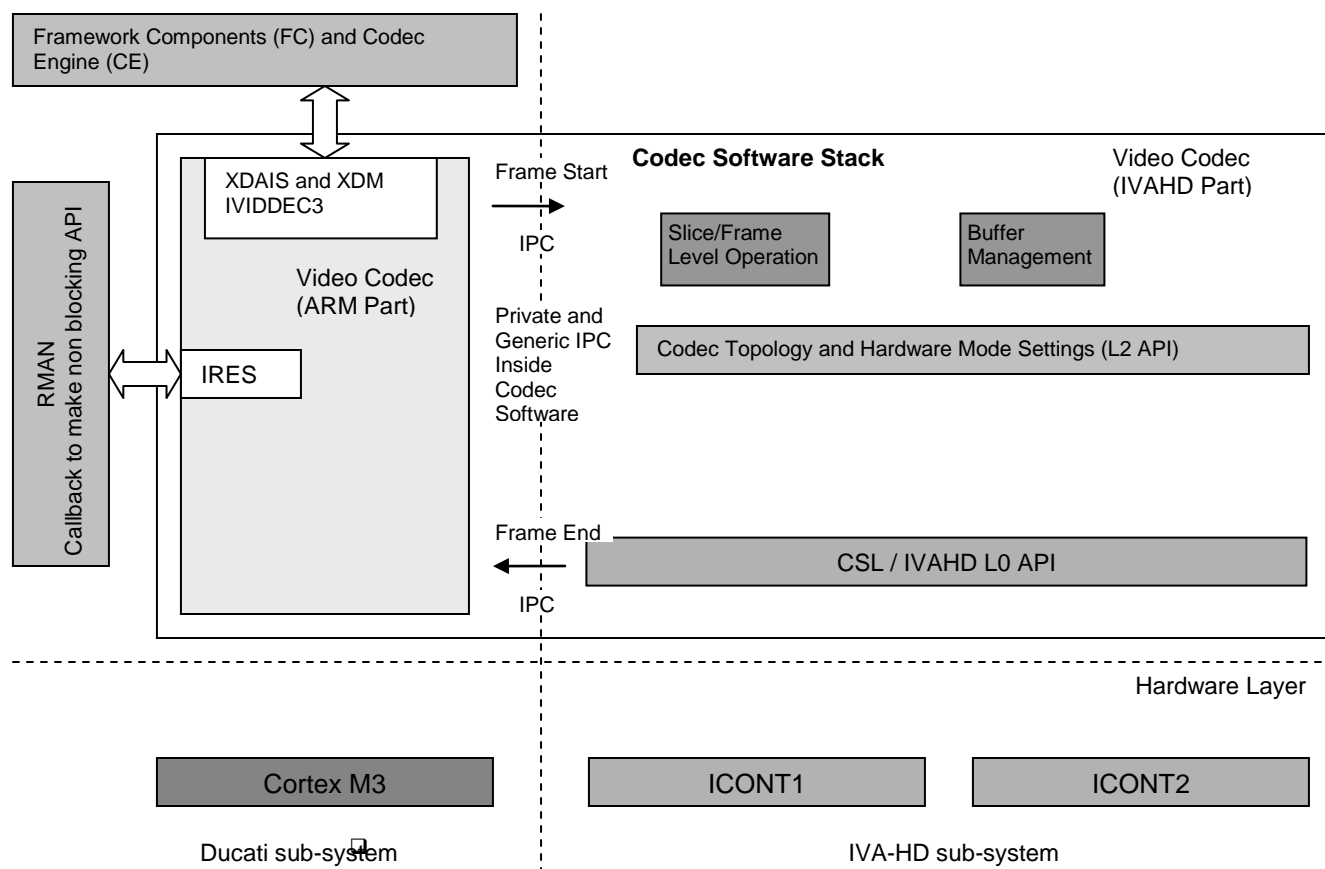 Framework Components (FC) and Codec
Engine (CE)
Codec Software Stack
Video Codec
(IVAHD Part)
XDAIS and XDM
IVIDDEC3
Frame Start
IPC
Slice/Frame
Level Operation
Buffer
Management
Video Codec
(ARM Part)
RMAN
Callback to make non blocking API
IRES
Private and
Generic IPC
Inside
Codec
Software
Codec Topology and Hardware Mode Settings (L2 API)
Frame End
IPC
CSL / IVAHD L0 API
Hardware Layer
Cortex M3
ICONT1
ICONT2
Ducati sub-system
IVA-HD sub-system